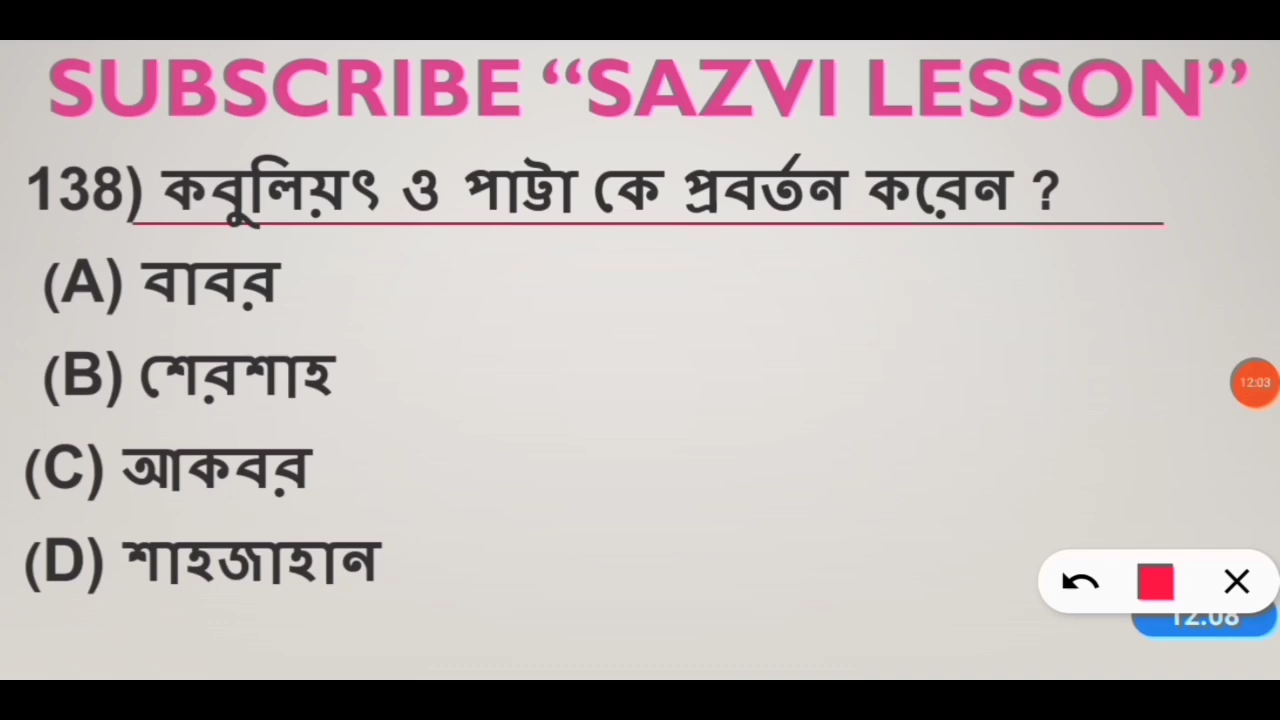 SUBSCRIBE “SAZVI LESSON”
138) কবুলিয়ৎ ও পাট্টা কে প্রবর্তন করেন ?
(A) বাবর
(B) শেরশাহ
12:03
(C) আকবর
(D) শাহজাহান
12:08